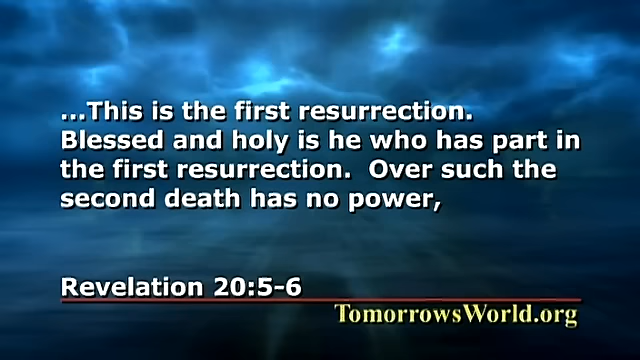 ...This is the first resurrection.
Blessed and holy is he who has part in
the first resurrection.  Over such the
second death has no power,
Revelation 20:5-6
TomorrowsWorld.org